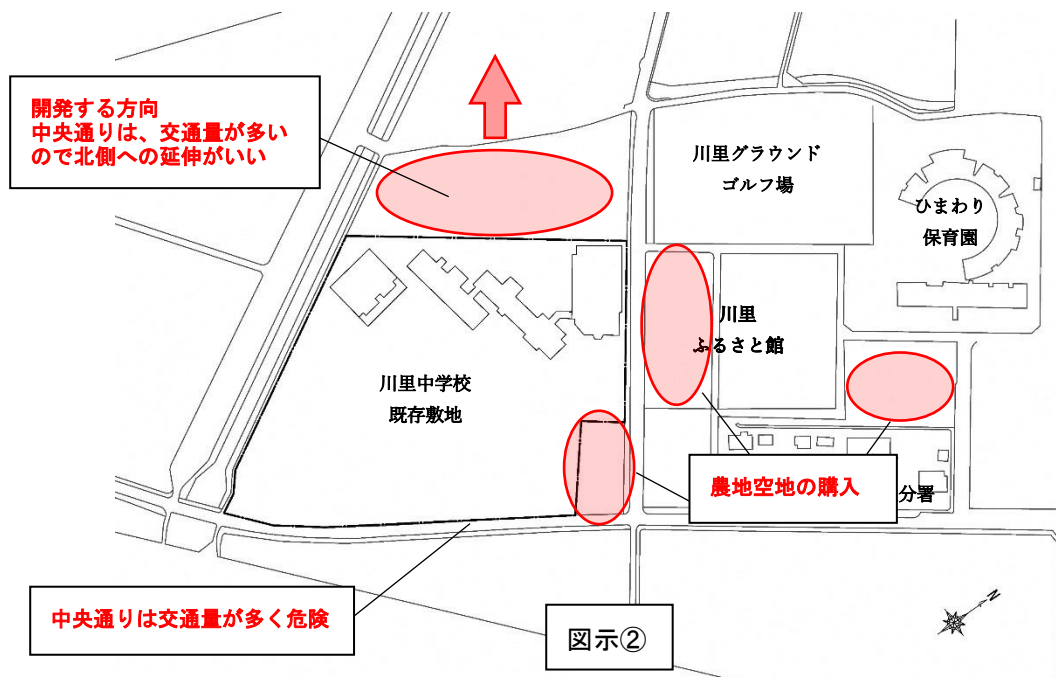 開発する方向
中央通りは、交通量が多い
ので北側への延伸がいい
川里グラウンド
ゴルフ場
ひまわり
保育園
川里
ふるさと館
川里中学校
既存敷地
農地空地の購入
分署
中央通りは交通量が多く危険
図示②
N